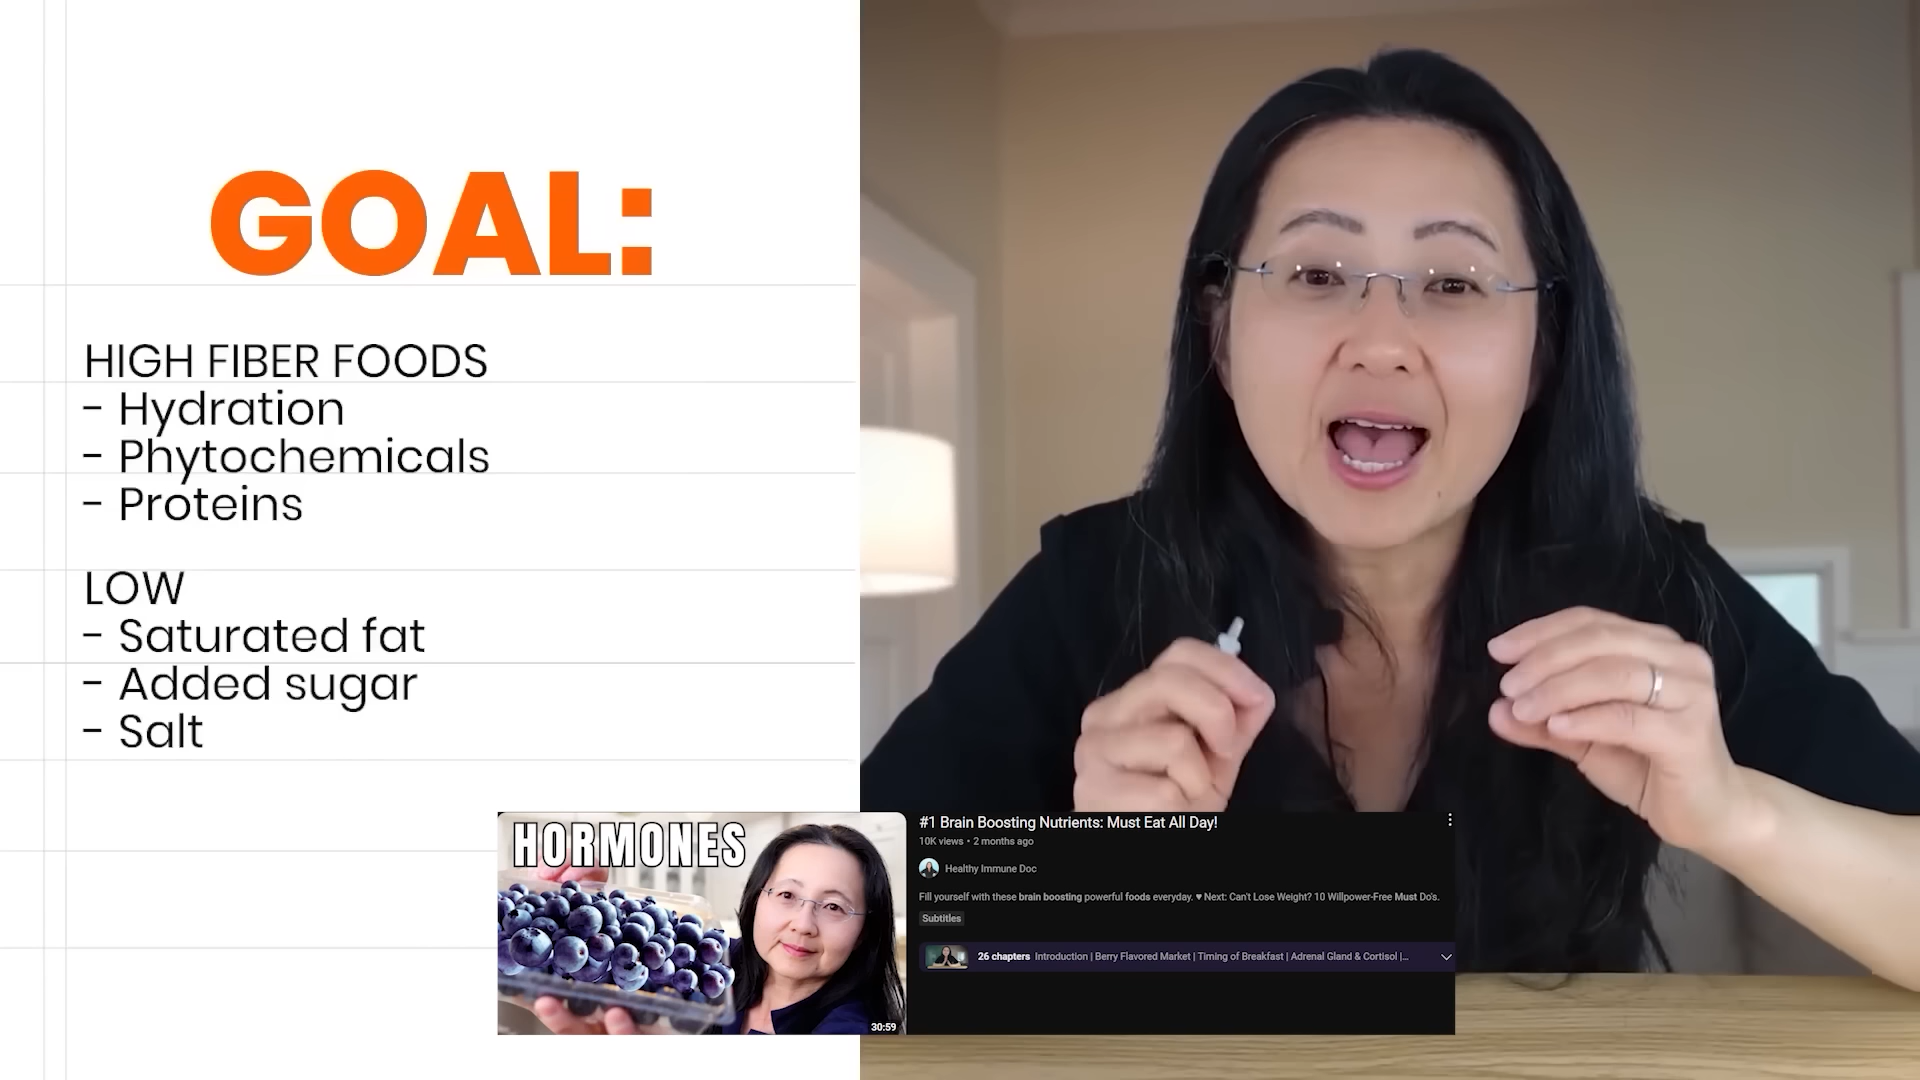 GOAL:
HIGH FIBER FOODS
- Hydration
- Phytochemicals
- Proteins
LOW
- Saturated fat
- Added sugar
- Salt
HORMONES
30:59
#1 Brain Boosting Nutrients: Must Eat All Day!
10K views • 2 months ago
Healthy Immune Doc
Fill yourself with these brain boosting powerful foods everyday. ♥ Next: Can't Lose Weight? 10 Willpower-Free Must Do's.
Subtitles
26 chapters Introduction | Berry Flavored Market | Timing of Breakfast | Adrenal Gland & Cortisol |...